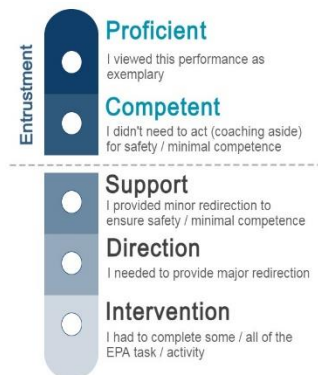 Entrustment
Proficient
I viewed this performance as
exemplary
Competent
I didn't need to act (coaching aside)
for safety / minimal competence
Support
I provided minor redirection to
ensure safety / minimal competence
Direction
I needed to provide major redirection
Intervention
I had to complete some / all of the
EPA task / activity